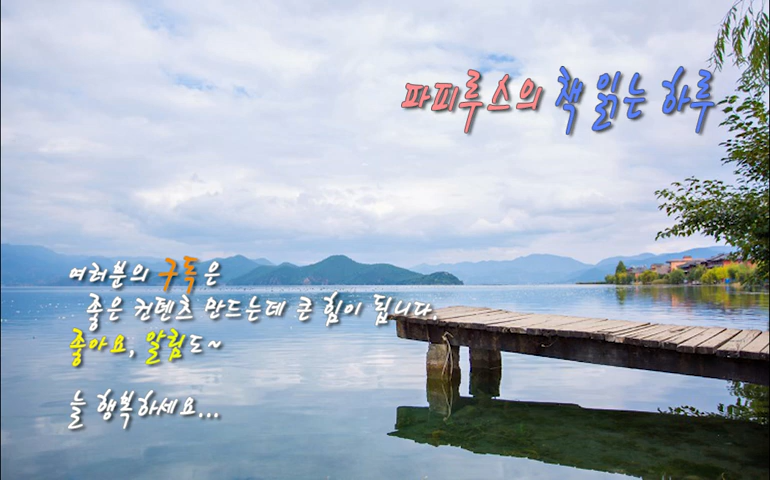 파피루스의 책 읽는 하루
여러분의 구독은
좋은 컨텐츠 만드는데 큰 힘이 됩니다.
좋아요, 알림도~
늘 행복하세요...